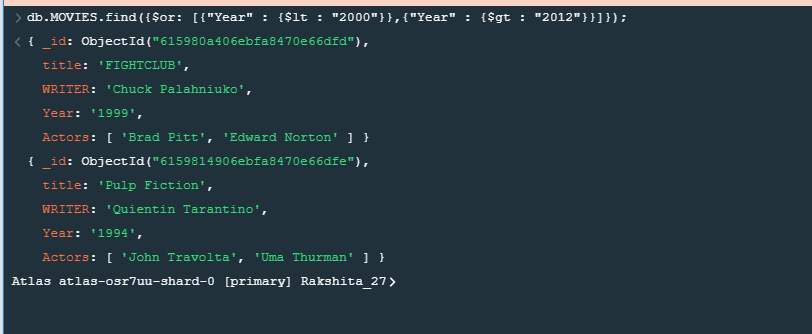 > db.MOVIES.find({$or: [{"Year" : {$lt : "2000"}},{"Year" : {$gt : "2012"}}]});
< { _id: ObjectId("615980a406ebfa8470e66dfd"),
title: 'FIGHTCLUB',
WRITER: 'Chuck Palahniuko',
Year: '1999',
Actors: [ 'Brad Pitt', 'Edward Norton' ] }
{ _id: ObjectId("6159814906ebfa8470e66dfe"),
title: 'Pulp Fiction',
WRITER: 'Quientin Tarantino',
Year: '1994',
Actors: [ 'John Travolta', 'Uma Thurman' ] }
Atlas atlas-osr7uu-shard-0 [primary] Rakshita_27>